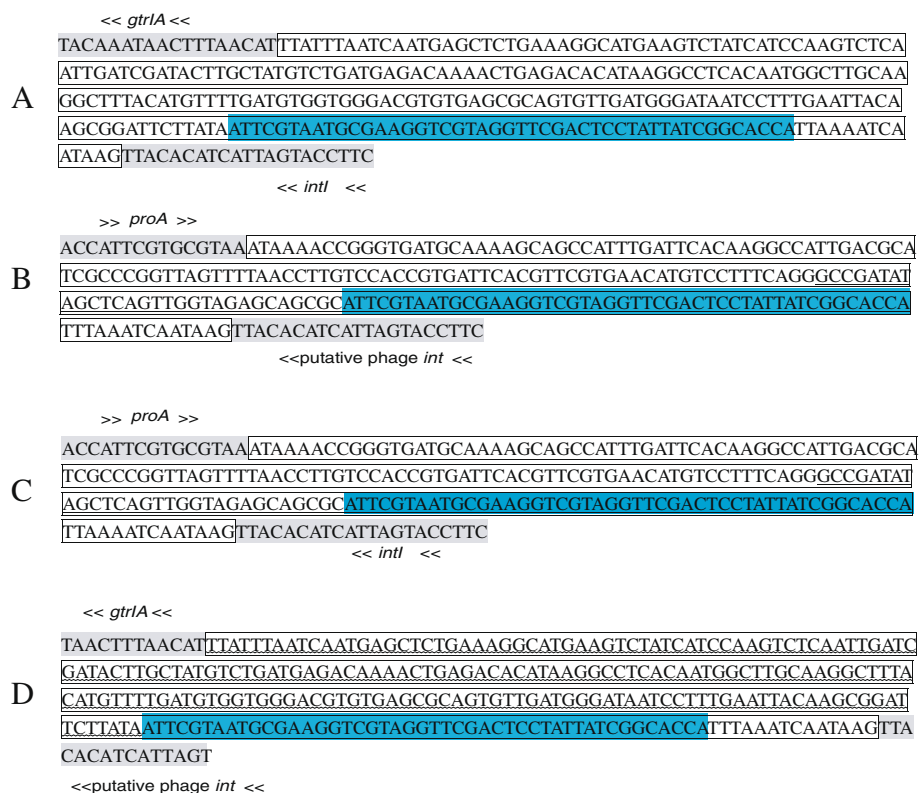 << gtrIA <<
TACAAATAACTTTAACATTTATTTAATCAATGAGCTCTGAAAGGCATGAAGTCTATCATCCAAGTCTCA
ATTGATCGATACTTGCTATGTCTGATGAGACAAAACTGAGACACATAAGGCCTCACAATGGCTTGCAA
A
GGCTTTACATGTTTTGATGTGGTGGGACGTGTGAGCGCAGTGTTGATGGGATAATCCTTTGAATTACA
AGCGGATTCTTATAATTCGTAATGCGAAGGTCGTAGGTTCGACTCCTATTATCGGCACCATTAAAATCA
ATAAGTTACACATCATTAGTACCTTC
<< intI <<
>> proA >>
ACCATTCGTGCGTAAATAAAACCGGGTGATGCAAAAGCAGCCATTTGATTCACAAGGCCATTGACGCA
TCGCCCGGTTAGTTTTAACCTTGTCCACCGTGATTCACGTTCGTGAACATGTCCTTTCAGGGCCGATAT
B
AGCTCAGTTGGTAGAGCAGCGCATTCGTAATGCGAAGGTCGTAGGTTCGACTCCTATTATCGGCACCA
TTTAAATCAATAAGTTACACATCATTAGTACCTTC
<<putative phage int <<
>> proA >>
ACCATTCGTGCGTAAATAAAACCGGGTGATGCAAAAGCAGCCATTTGATTCACAAGGCCATTGACGCA
TCGCCCGGTTAGTTTTAACCTTGTCCACCGTGATTCACGTTCGTGAACATGTCCTTTCAGGGCCGATAT
C
AGCTCAGTTGGTAGAGCAGCGCATTCGTAATGCGAAGGTCGTAGGTTCGACTCCTATTATCGGCACCA
TTAAAATCAATAAGTTACACATCATTAGTACCTTC
<< intI <<
<< gtrIA <<
TAACTTTAACATTTATTTAATCAATGAGCTCTGAAAGGCATGAAGTCTATCATCCAAGTCTCAATTGATC
GATACTTGCTATGTCTGATGAGACAAAACTGAGACACATAAGGCCTCACAATGGCTTGCAAGGCTTTA
D
CATGTTTTGATGTGGTGGGACGTGTGAGCGCAGTGTTGATGGGATAATCCTTTGAATTACAAGCGGAT
TCTTATAATTCGTAATGCGAAGGTCGTAGGTTCGACTCCTATTATCGGCACCATTTAAATCAATAAGTTA
CACATCATTAGT
<<putative phage int <<